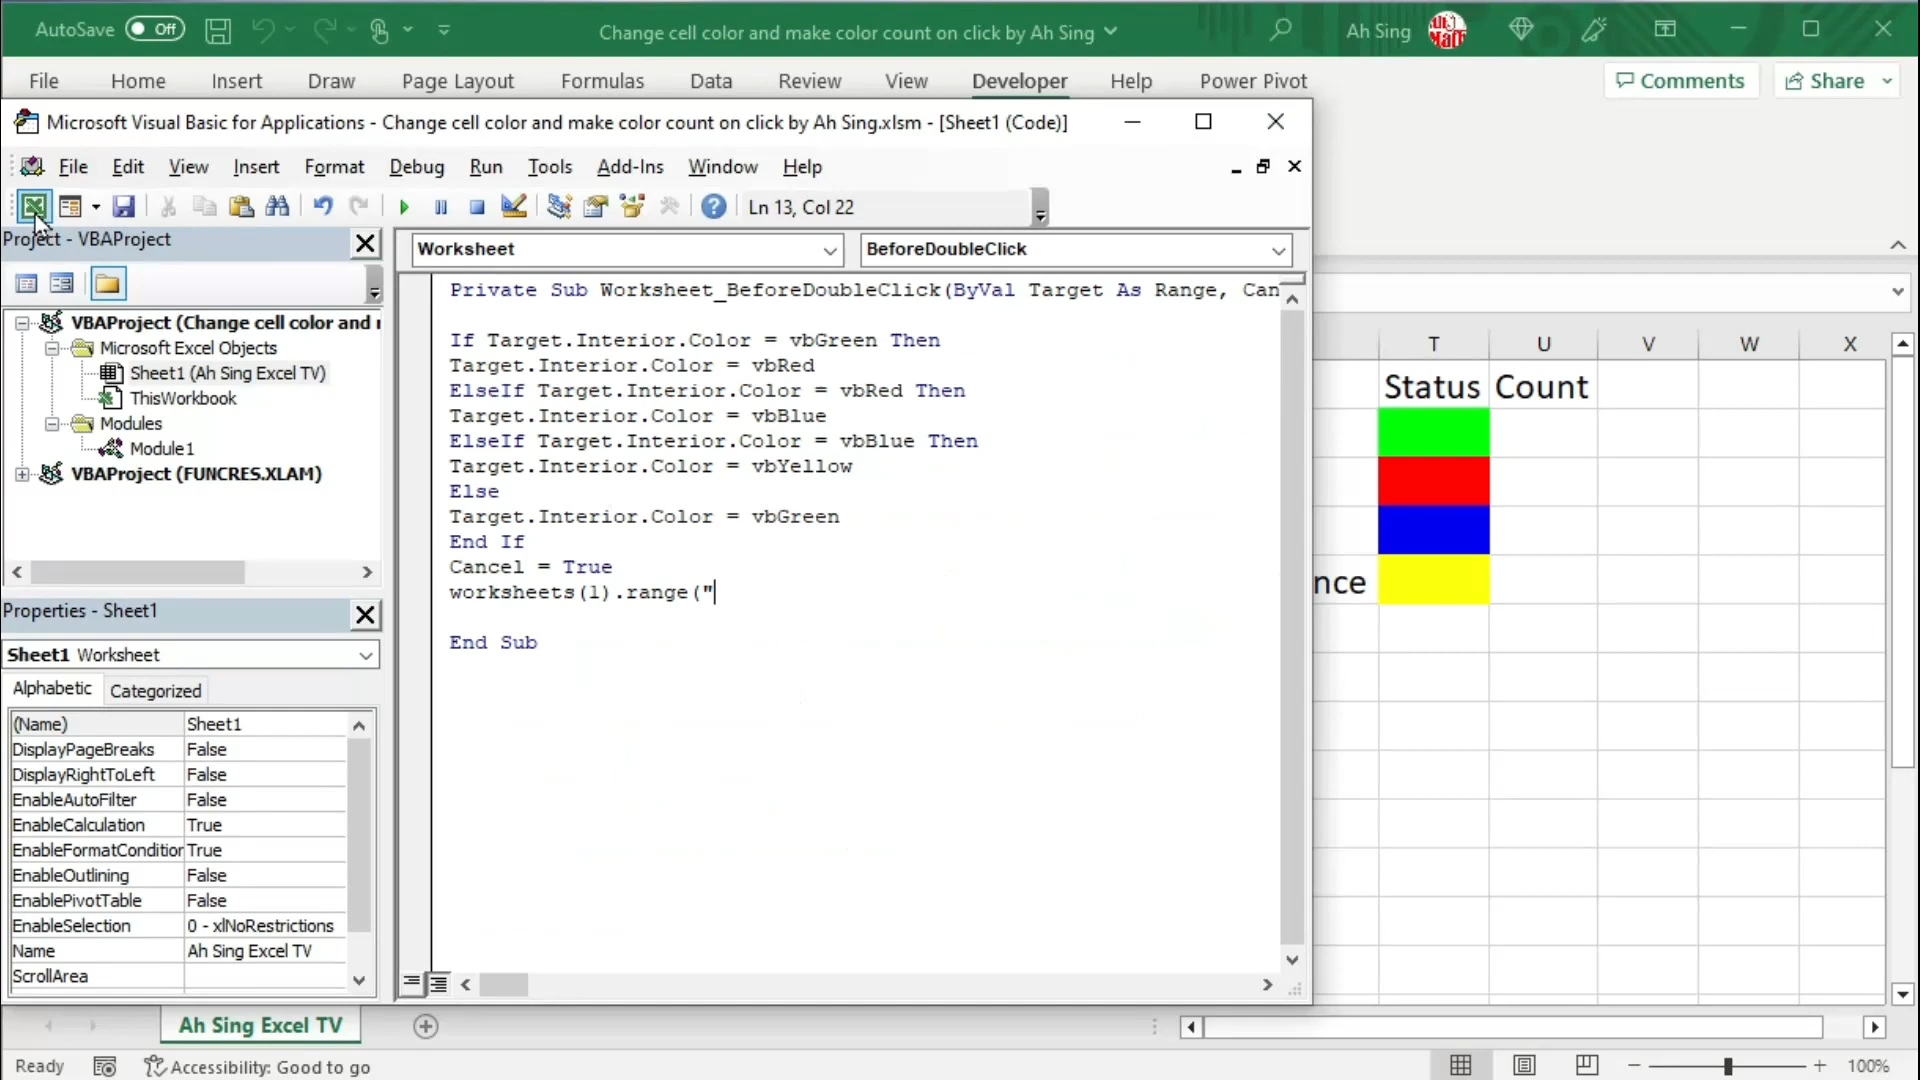 AutoSave Off
Change cell color and make color count on click by Ah Sing
Ah Sing
File Home Insert Draw Page Layout Formulas Data Review View Developer Help Power Pivot
Comments
Share
Microsoft Visual Basic for Applications - Change cell color and make color count on click by Ah Sing.xlsm - [Sheet1 (Code)]
File Edit View Insert Format Debug Run Tools Add-Ins Window Help
Ln 13, Col 22
Project - VBAProject
VBAProject (Change cell color and
Microsoft Excel Objects
Sheet1 (Ah Sing Excel TV)
ThisWorkbook
Modules
Module1
VBAProject (FUNCRES.XLAM)
Properties - Sheet1
Sheet1 Worksheet
Alphabetic Categorized
(Name) Sheet1
DisplayPageBreaks False
DisplayRightToLeft False
EnableAutoFilter False
EnableCalculation True
EnableFormatCondition True
EnableOutlining False
EnablePivotTable False
EnableSelection 0 - xlNoRestrictions
Name Ah Sing Excel TV
ScrollArea
Worksheet BeforeDoubleClick
Private Sub Worksheet_BeforeDoubleClick(ByVal Target As Range, Can
If Target.Interior.Color = vbGreen Then
Target.Interior.Color = vbRed
ElseIf Target.Interior.Color = vbRed Then
Target.Interior.Color = vbBlue
ElseIf Target.Interior.Color = vbBlue Then
Target.Interior.Color = vbYellow
Else
Target.Interior.Color = vbGreen
End If
Cancel = True
worksheets(1).range("
End Sub
T U V W X
Status Count
nce
Ah Sing Excel TV
Ready
Accessibility: Good to go
100%